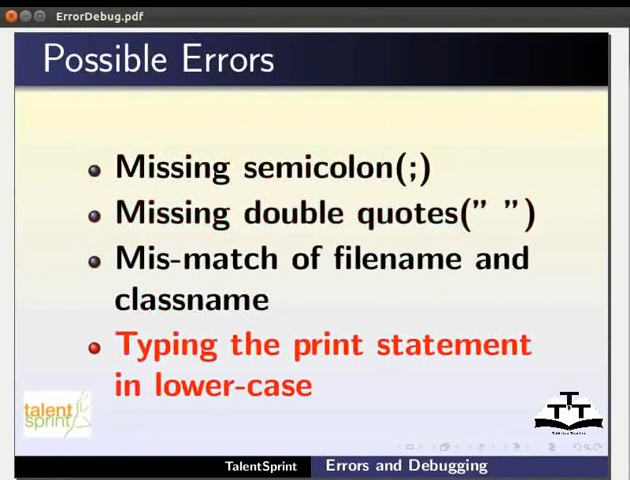 ErrorDebug.pdf
Possible Errors
Missing semicolon(;)
Missing double quotes(” ”)
Mis-match of filename and
classname
Typing the print statement
in lower-case
talent
sprint
TTT
TalentSprint
Errors and Debugging